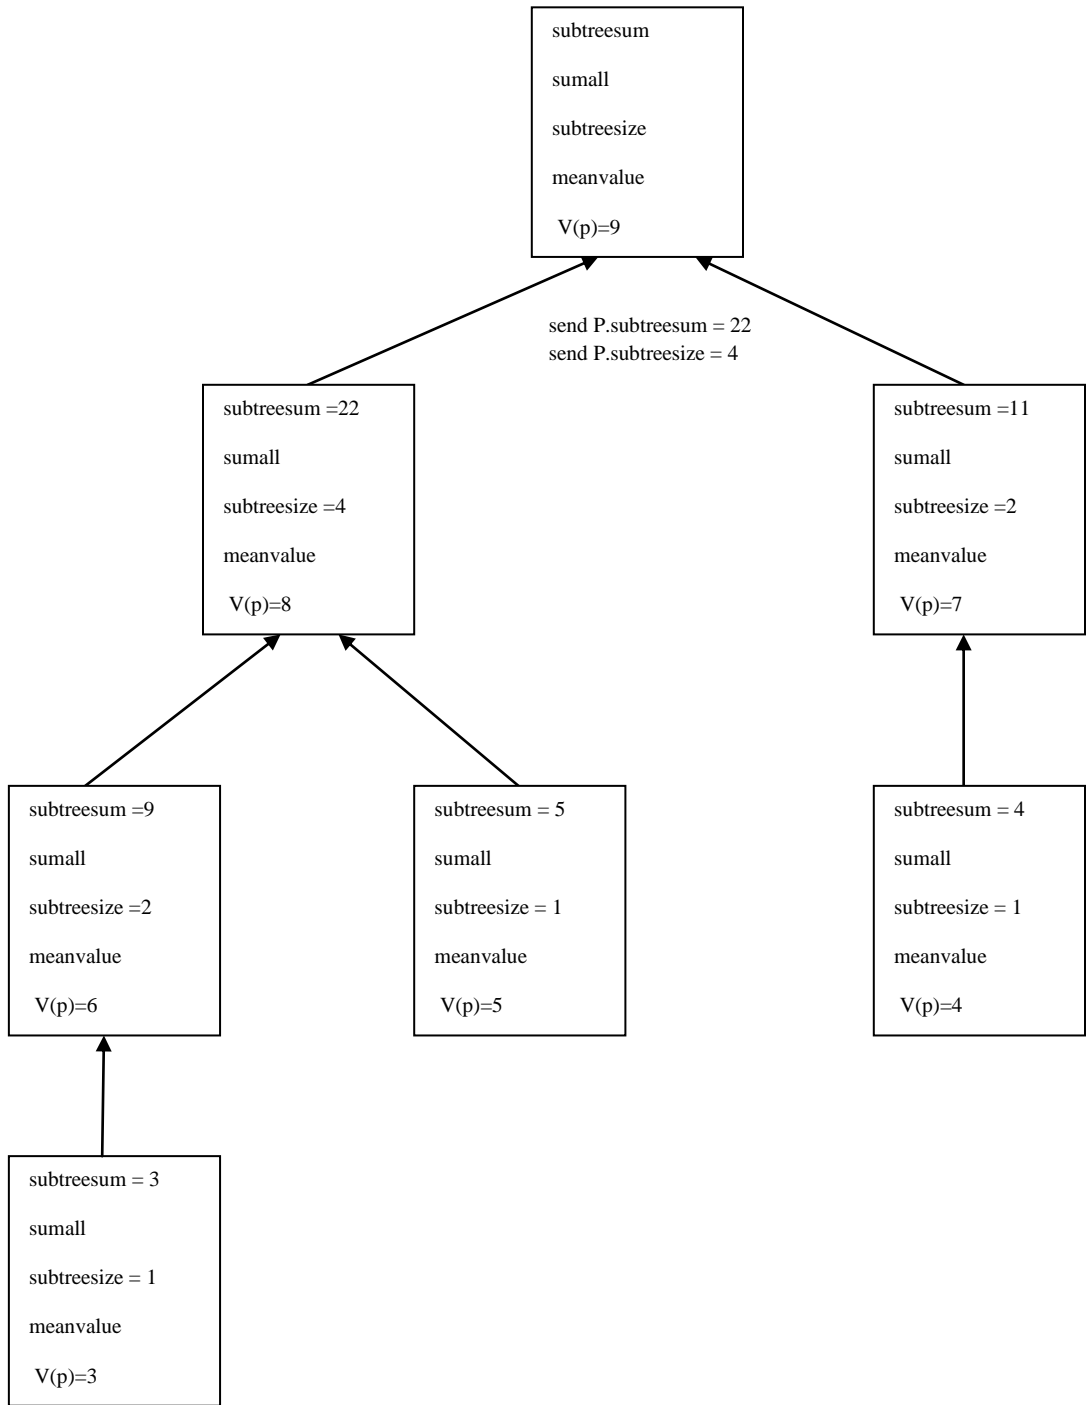 subtreesum
sumall
subtreesize
meanvalue
V(p)=9
send P.subtreesum = 22
send P.subtreesize = 4
subtreesum =22
sumall
subtreesize =4
meanvalue
V(p)=8
subtreesum =11
sumall
subtreesize =2
meanvalue
V(p)=7
subtreesum =9
sumall
subtreesize =2
meanvalue
V(p)=6
subtreesum = 5
sumall
subtreesize = 1
meanvalue
V(p)=5
subtreesum = 4
sumall
subtreesize = 1
meanvalue
V(p)=4
subtreesum = 3
sumall
subtreesize = 1
meanvalue
V(p)=3